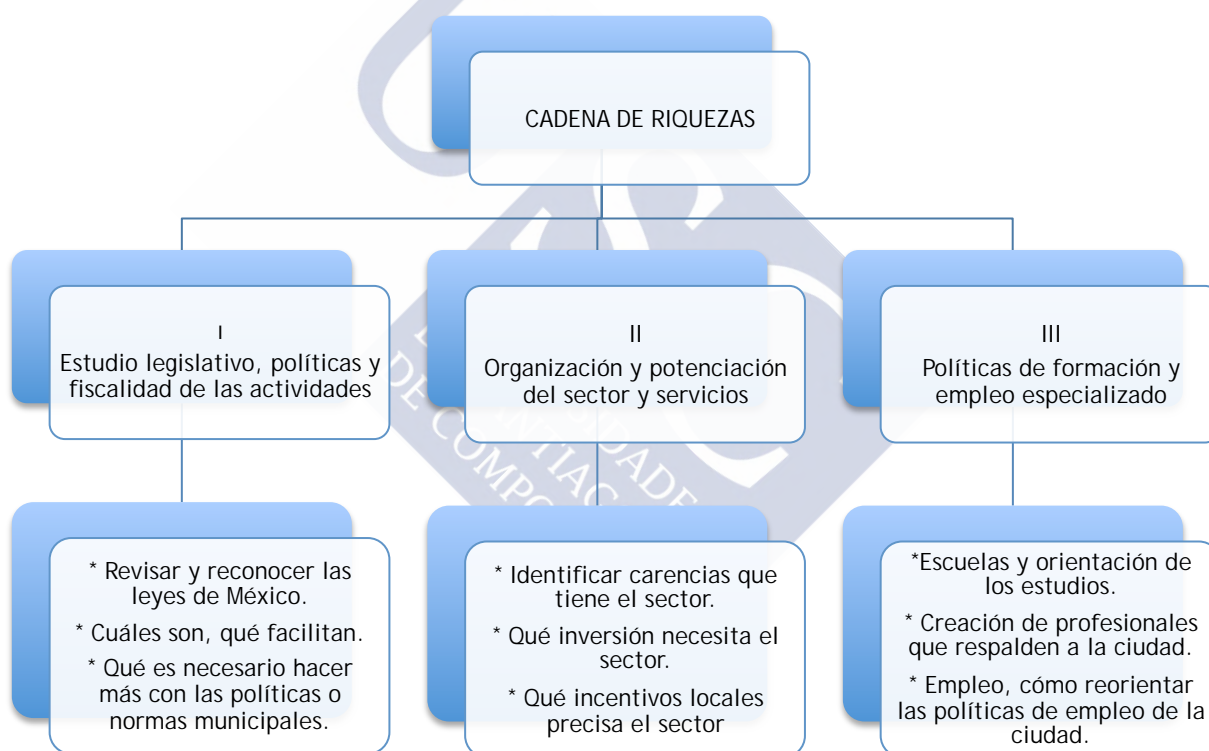 CADENA DE RIQUEZAS
I
Estudio legislativo, políticas y
fiscalidad de las actividades
II
Organización y potenciación
del sector y servicios
III
Políticas de formación y
empleo especializado
* Revisar y reconocer las
leyes de México.
* Cuáles son, qué facilitan.
* Qué es necesario hacer
más con las políticas o
normas municipales.
* Identificar carencias que
tiene el sector.
* Qué inversión necesita el
sector.
* Qué incentivos locales
precisa el sector
*Escuelas y orientación de
los estudios.
* Creación de profesionales
que respalden a la ciudad.
* Empleo, cómo reorientar
las políticas de empleo de la
ciudad.